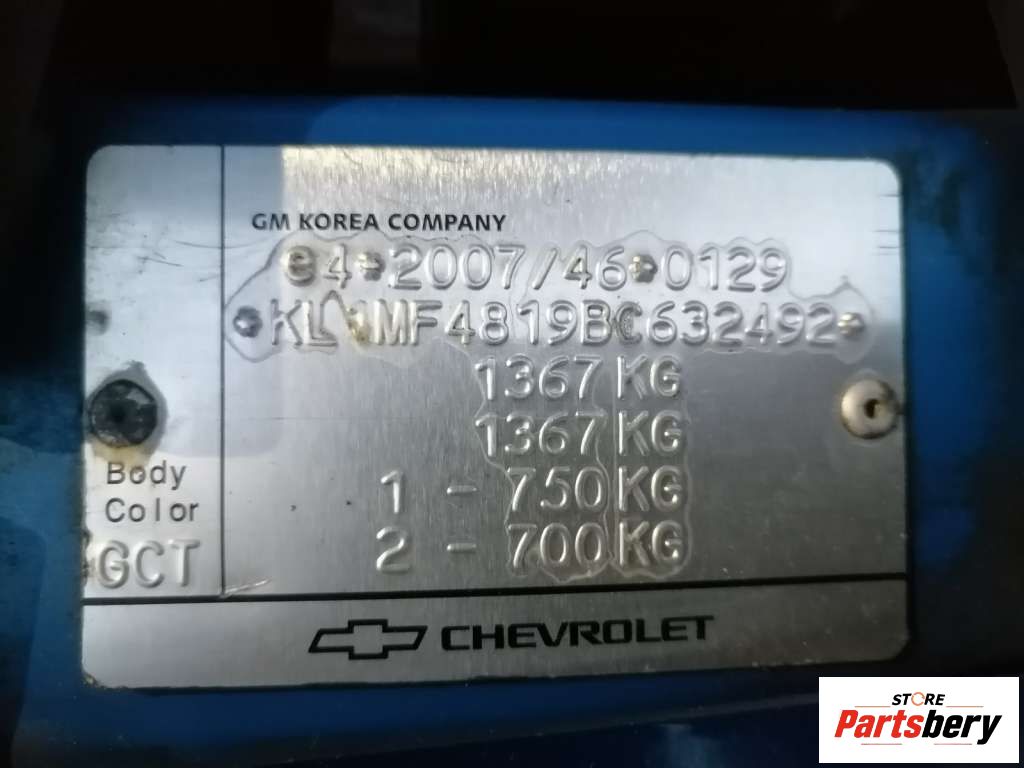 GM KOREA COMPANY
e4*2007/46*0129
*KL1MF4819BC632492*
1367 KG
1367 KG
1 - 750 KG
2 - 700 KG
Body
Color
GCT
CHEVROLET
STORE
Partsbery